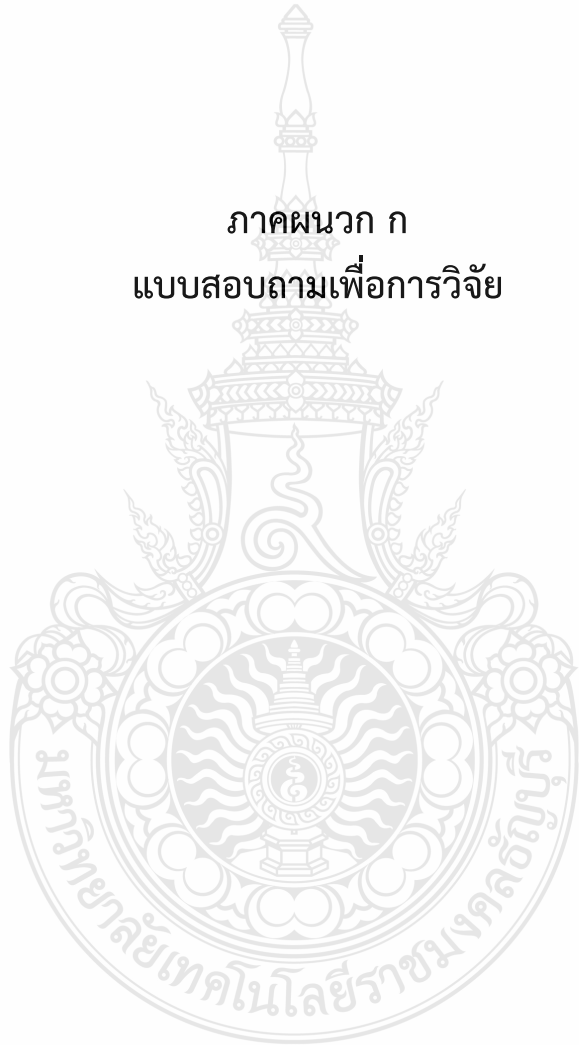 ภาคผนวก ก
แบบสอบถามเพื่อการวิจัย
มหาวิทยาลัยเทคโนโลยีราชมงคลธัญบุรี